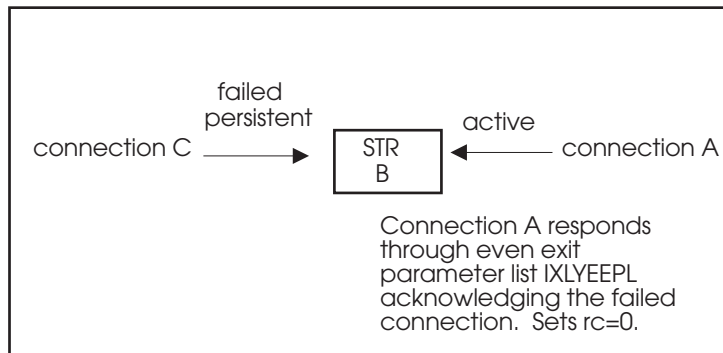 failed
persistent
connection C
STR
B
active
connection A
Connection A responds
through even exit
parameter list IXLYEEPL
acknowledging the failed
connection. Sets rc=0.